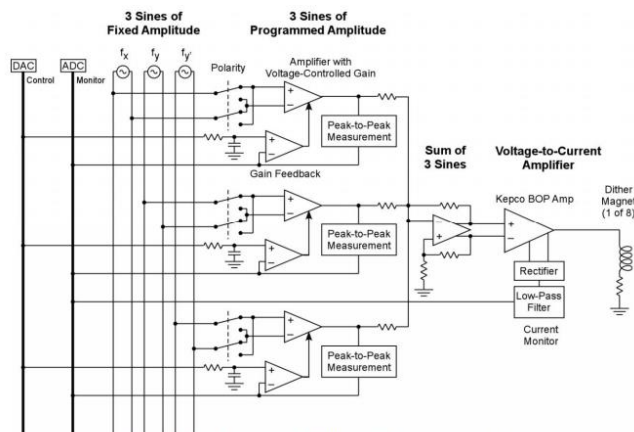 3 Sines of
Fixed Amplitude
3 Sines of
Programmed Amplitude
fx
fy
fy'
DAC
ADC
Control
Monitor
Polarity
Amplifier with
Voltage-Controlled Gain
+
−
Peak-to-Peak
Measurement
+
−
Gain Feedback
+
−
Peak-to-Peak
Measurement
+
−
+
−
Peak-to-Peak
Measurement
+
−
Sum of
3 Sines
Voltage-to-Current
Amplifier
Kepco BOP Amp
Dither
Magnet
(1 of 8)
−
+
+
−
Rectifier
Low-Pass
Filter
Current
Monitor